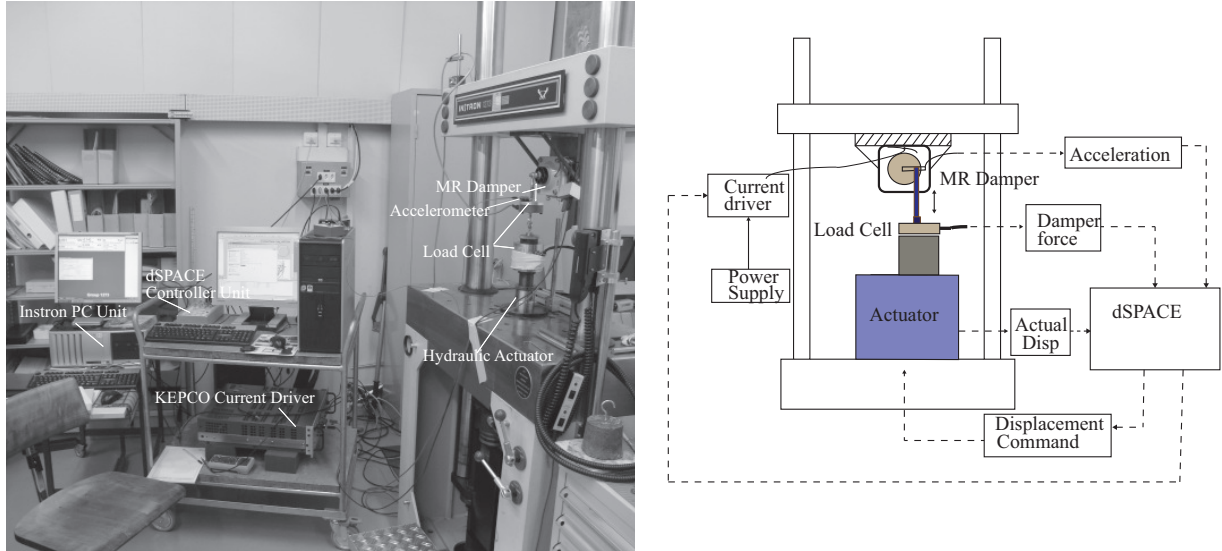 INSTRON
MR Damper
Accelerometer
Load Cell
dSPACE
Controller Unit
Instron PC Unit
Hydraulic Actuator
KEPCO Current Driver
Acceleration
Current
driver
MR Damper
Load Cell
Damper
force
Power
Supply
Actuator
Actual
Disp
dSPACE
Displacement
Command